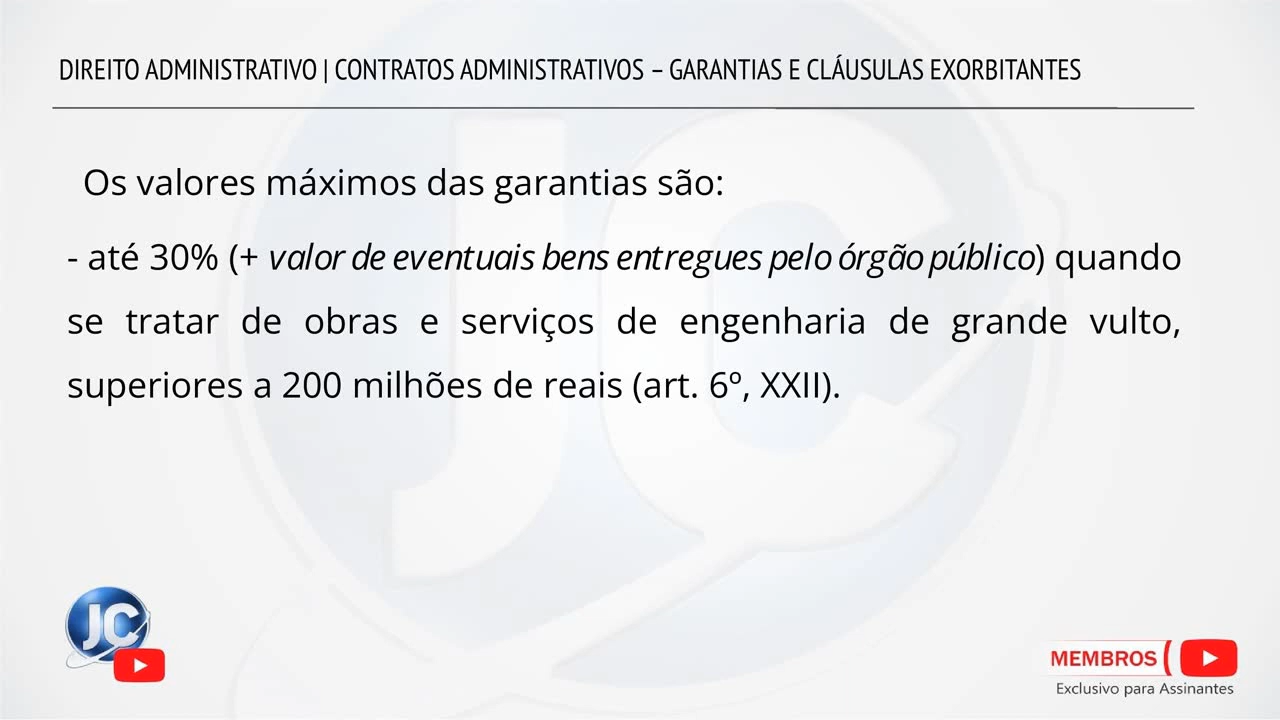 DIREITO ADMINISTRATIVO | CONTRATOS ADMINISTRATIVOS – GARANTIAS E CLÁUSULAS EXORBITANTES
Os valores máximos das garantias são:
- até 30% (+ valor de eventuais bens entregues pelo órgão público) quando
se tratar de obras e serviços de engenharia de grande vulto,
superiores a 200 milhões de reais (art. 6º, XXII).
JC
MEMBROS
Exclusivo para Assinantes